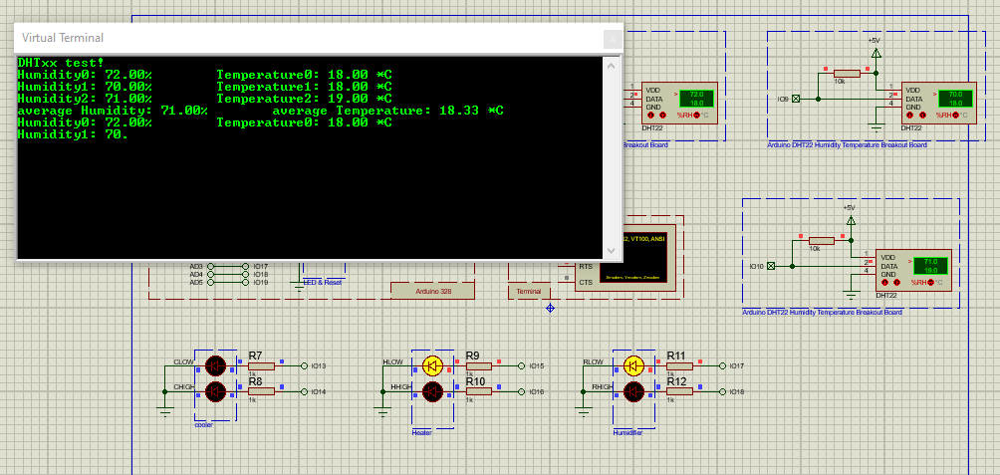 Virtual Terminal
DHTxx test!
Humidity0: 72.00% Temperature0: 18.00 *C
Humidity1: 70.00% Temperature1: 18.00 *C
Humidity2: 71.00% Temperature2: 19.00 *C
average Humidity: 71.00% average Temperature: 18.33 *C
Humidity0: 72.00% Temperature0: 18.00 *C
Humidity1: 70.
1
2
4
VDD
DATA
GND
>
72.0
18.0
%RH
°C
DHT22
Humidity Temperature Breakout Board
+5V
10k
IO9
1
2
4
VDD
DATA
GND
>
70.0
18.0
%RH
°C
DHT22
Arduino DHT22 Humidity Temperature Breakout Board
+5V
10k
IO10
1
2
4
VDD
DATA
GND
>
71.0
19.0
%RH
°C
DHT22
Arduino DHT22 Humidity Temperature Breakout Board
AD3 IO17
AD4 IO18
AD5 IO19
LED & Reset
Arduino 328
Terminal
VT100, ANSI
Xmodem, Ymodem, Zmodem
RTS
CTS
CLOW
CHIGH
R7
1k
IO13
R8
1k
IO14
cooler
HLOW
HHIGH
R9
1k
IO15
R10
1k
IO16
Heater
RLOW
RHIGH
R11
1k
IO17
R12
1k
IO18
Humidifier